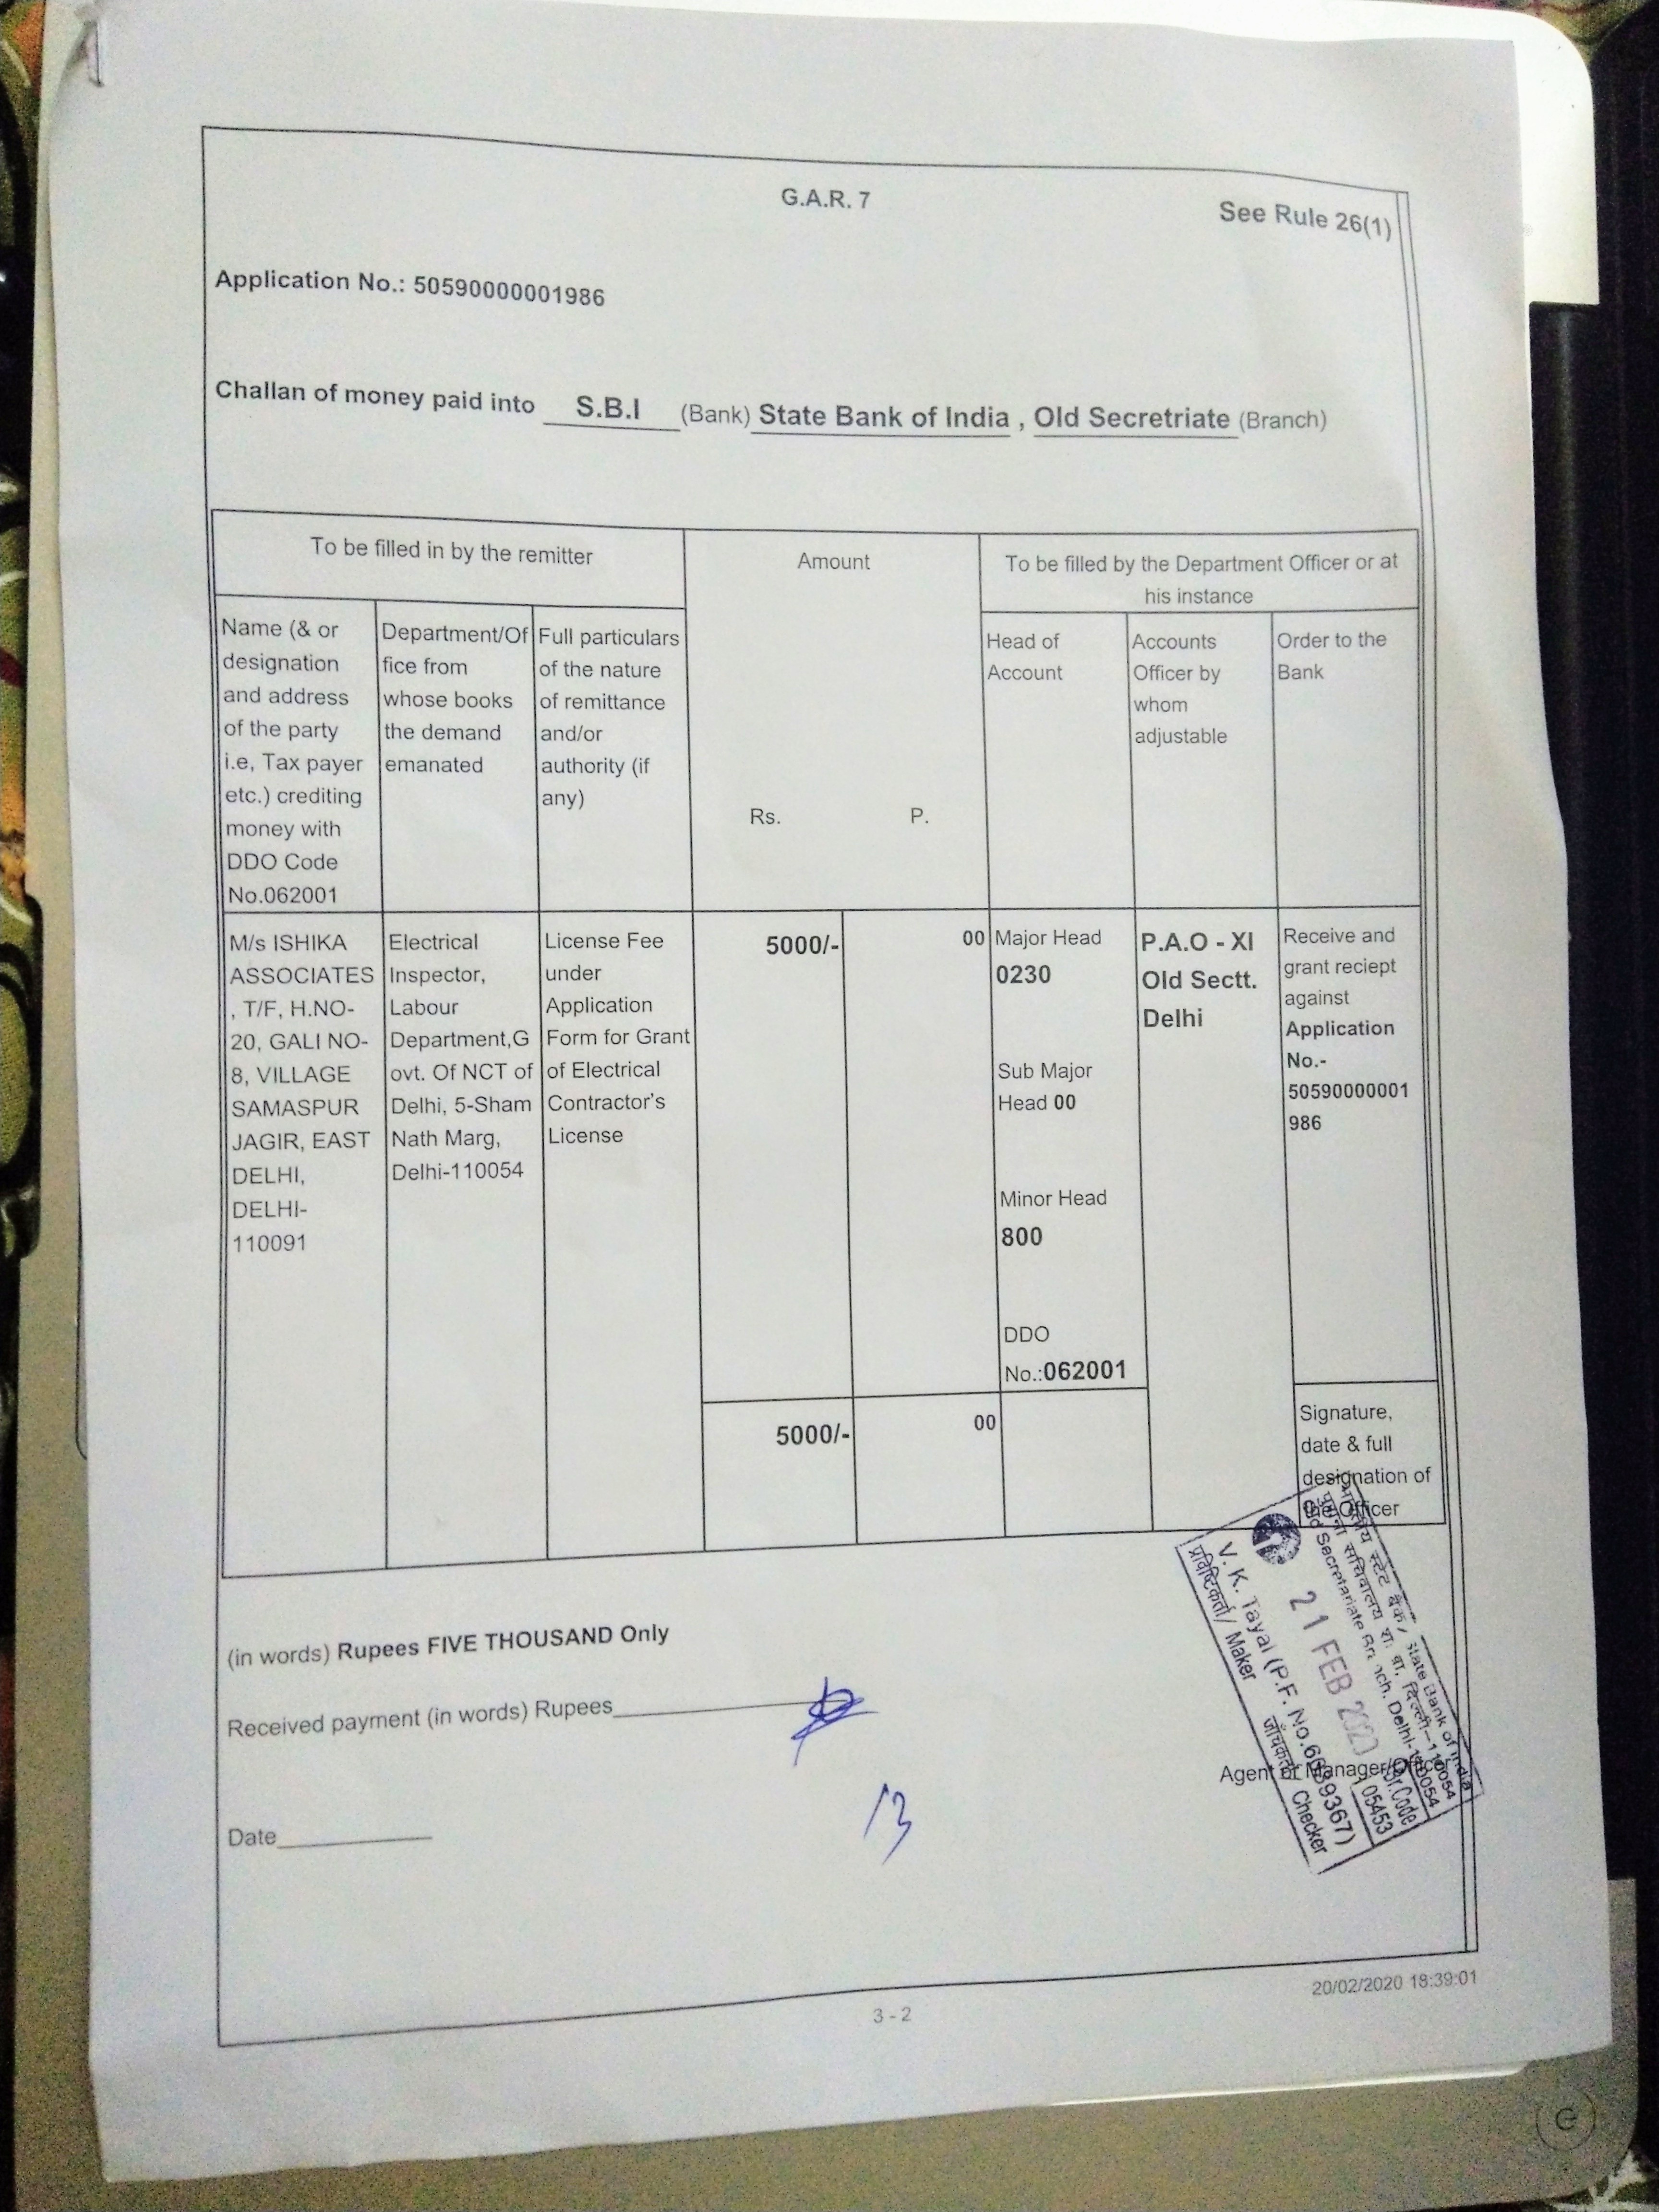 G.A.R. 7
See Rule 26(1)
Application No.: 50590000001986
Challan of money paid into S.B.I (Bank) State Bank of India , Old Secretriate (Branch)
To be filled in by the remitter
Amount
To be filled by the Department Officer or at
his instance
Name (& or
designation
and address
of the party
i.e, Tax payer
etc.) crediting
money with
DDO Code
No.062001
Department/Of
fice from
whose books
the demand
emanated
Full particulars
of the nature
of remittance
and/or
authority (if
any)
Rs. P.
Head of
Account
Accounts
Officer by
whom
adjustable
Order to the
Bank
M/s ISHIKA
ASSOCIATES
, T/F, H.NO-
20, GALI NO-
8, VILLAGE
SAMASPUR
JAGIR, EAST
DELHI,
DELHI-
110091
Electrical
Inspector,
Labour
Department,G
ovt. Of NCT of
Delhi, 5-Sham
Nath Marg,
Delhi-110054
License Fee
under
Application
Form for Grant
of Electrical
Contractor's
License
5000/- 00
Major Head
0230
Sub Major
Head 00
Minor Head
800
DDO
No.:062001
P.A.O - XI
Old Sectt.
Delhi
Receive and
grant reciept
against
Application
No.-
50590000001
986
5000/- 00
Signature,
date & full
designation of
the Officer
(in words) Rupees FIVE THOUSAND Only
Received payment (in words) Rupees
13
Date
Agent or Manager
भारतीय स्टेट बैंक / State Bank of India
सचिवालय शा. का. दिल्ली-110054
Old Secretariate Branch, Delhi-110054
21 FEB 2020
Br.Code
05453
V. K. Tayal (P.F. No. 9367)
प्रविष्टिकर्ता/ Maker जाँचकर्ता Checker
20/02/2020 18:39:01
3 - 2